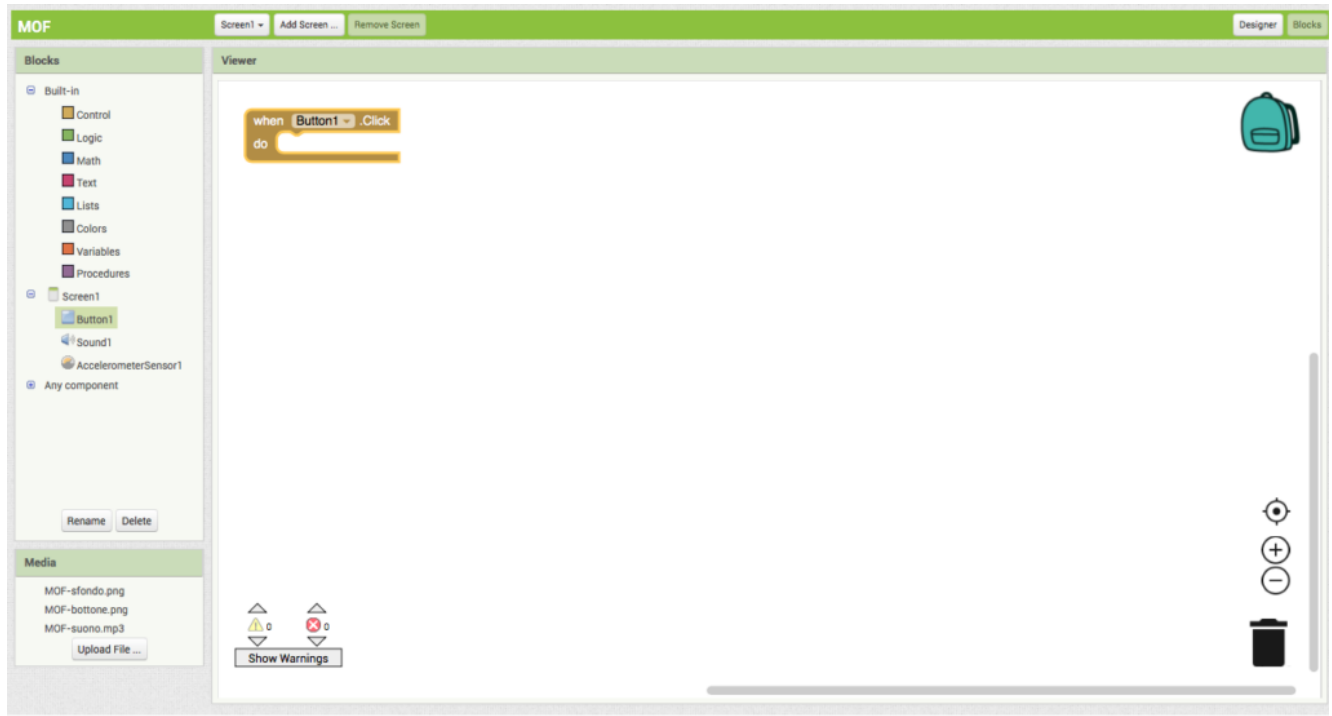 MOF
Screen1
Add Screen ...
Remove Screen
Designer
Blocks
Blocks
Built-in
Control
Logic
Math
Text
Lists
Colors
Variables
Procedures
Screen1
Button1
Sound1
AccelerometerSensor1
Any component
Rename
Delete
Media
MOF-sfondo.png
MOF-bottone.png
MOF-suono.mp3
Upload File ...
Viewer
when Button1 .Click
do
0
0
Show Warnings